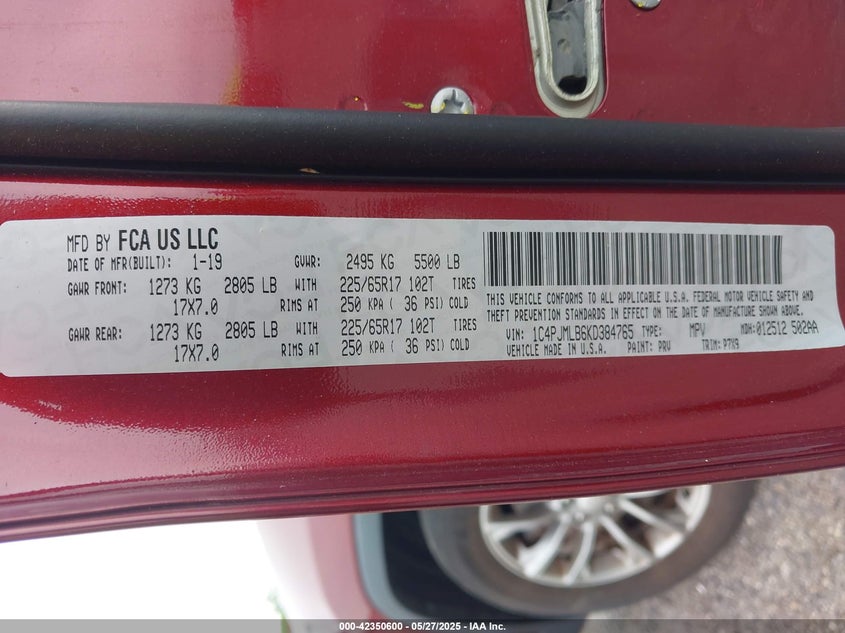 MFD BY FCA US LLC
DATE OF MFR(BUILT): 1-19 GVWR: 2495 KG 5500 LB
GAWR FRONT: 1273 KG 2805 LB WITH 225/65R17 102T TIRES
17X7.0 RIMS AT 250 KPA ( 36 PSI) COLD
GAWR REAR: 1273 KG 2805 LB WITH 225/65R17 102T TIRES
17X7.0 RIMS AT 250 KPA ( 36 PSI) COLD
THIS VEHICLE CONFORMS TO ALL APPLICABLE U.S.A. FEDERAL MOTOR VEHICLE SAFETY AND
THEFT PREVENTION STANDARDS IN EFFECT ON THE DATE OF MANUFACTURE SHOWN ABOVE.
VIN: 1C4PJMLB6KD384765 TYPE: MPV MDH: 012512 502AA
VEHICLE MADE IN U.S.A. PAINT: PRV TRIM: P7X9
000-42350600 - 05/27/2025 - IAA Inc.